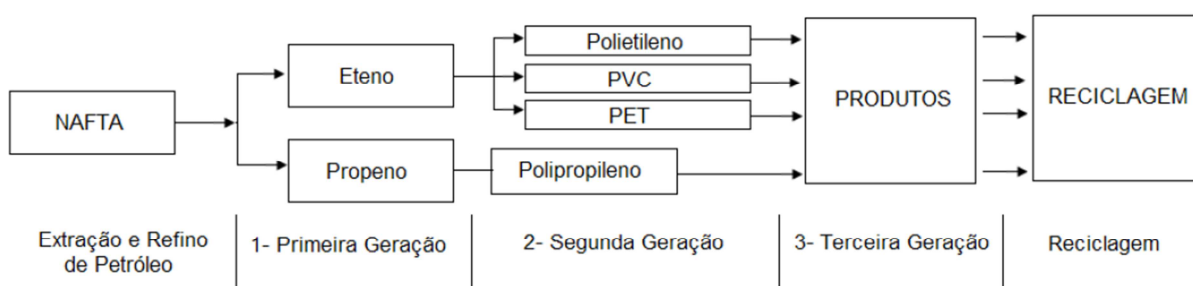 NAFTA
Eteno
Propeno
Polietileno
PVC
PET
Polipropileno
PRODUTOS
RECICLAGEM
Extração e Refino
de Petróleo
1- Primeira Geração
2- Segunda Geração
3- Terceira Geração
Reciclagem